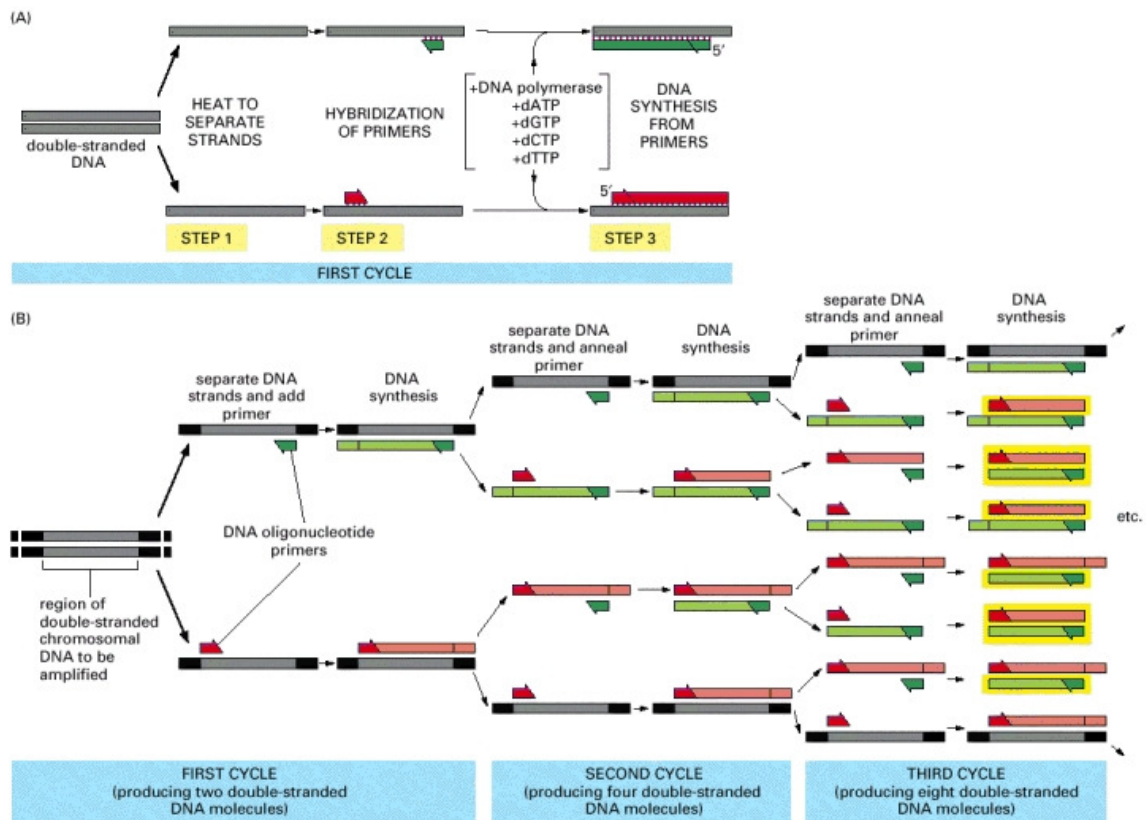 (A)
double-stranded
DNA
HEAT TO
SEPARATE
STRANDS
HYBRIDIZATION
OF PRIMERS
+DNA polymerase
+dATP
+dGTP
+dCTP
+dTTP
5′
DNA
SYNTHESIS
FROM
PRIMERS
5′
STEP 1
STEP 2
STEP 3
FIRST CYCLE
(B)
separate DNA
strands and add
primer
DNA
synthesis
separate DNA
strands and anneal
primer
DNA
synthesis
separate DNA
strands and anneal
primer
DNA
synthesis
DNA oligonucleotide
primers
etc.
region of
double-stranded
chromosomal
DNA to be
amplified
FIRST CYCLE
(producing two double-stranded
DNA molecules)
SECOND CYCLE
(producing four double-stranded
DNA molecules)
THIRD CYCLE
(producing eight double-stranded
DNA molecules)